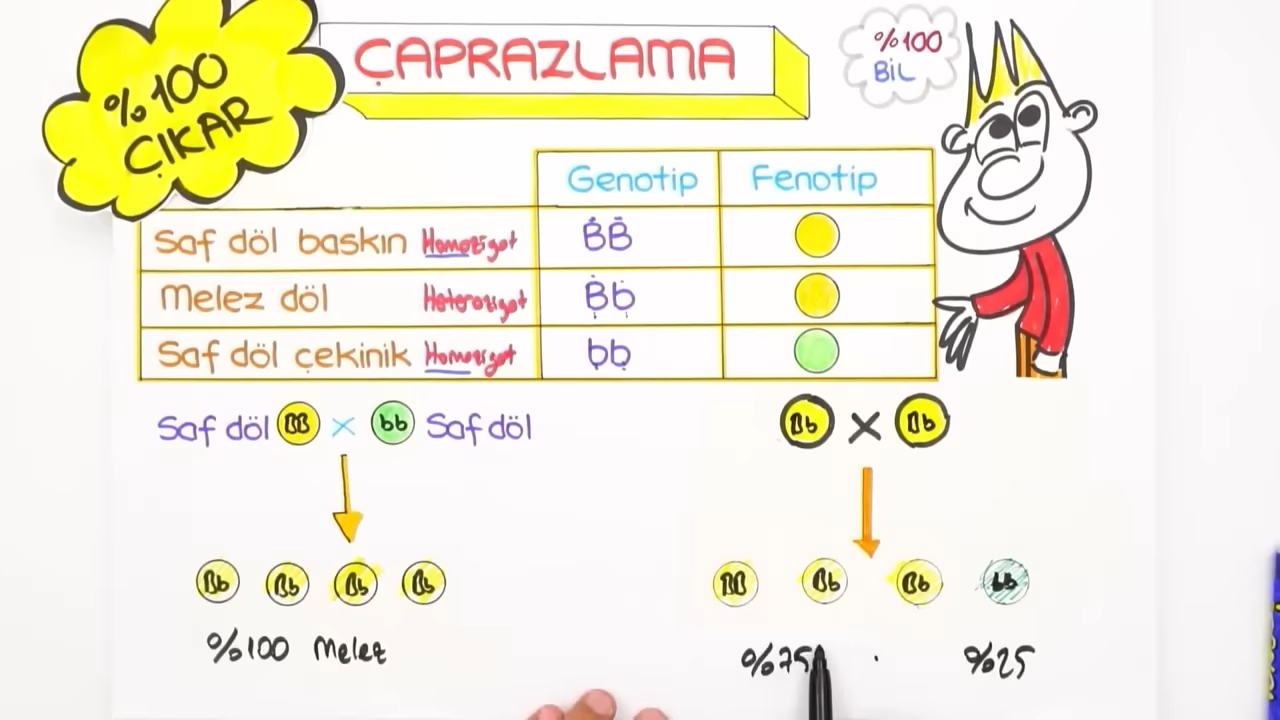 %100
ÇIKAR
ÇAPRAZLAMA
%100
BİL
Genotip Fenotip
Saf döl baskın Homozigot BB
Melez döl Heterozigot Bb
Saf döl çekinik Homozigot bb
Saf döl BB × bb Saf döl
Bb × Bb
Bb Bb Bb Bb
BB Bb Bb bb
%100 Melez
%75
%25